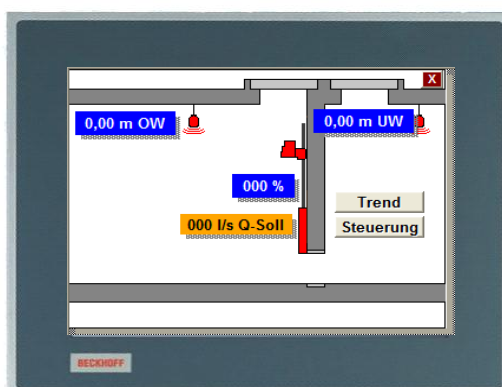 X
0,00 m OW
0,00 m UW
000 %
Trend
000 l/s Q-Soll
Steuerung
BECKHOFF